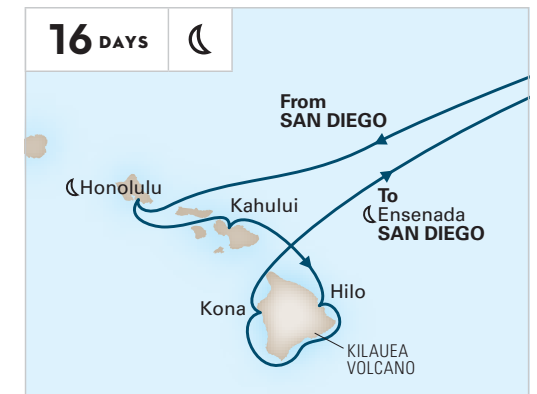 16 DAYS
From
SAN DIEGO
Honolulu
Kahului
To
Ensenada
SAN DIEGO
Hilo
Kona
KILAUEA
VOLCANO